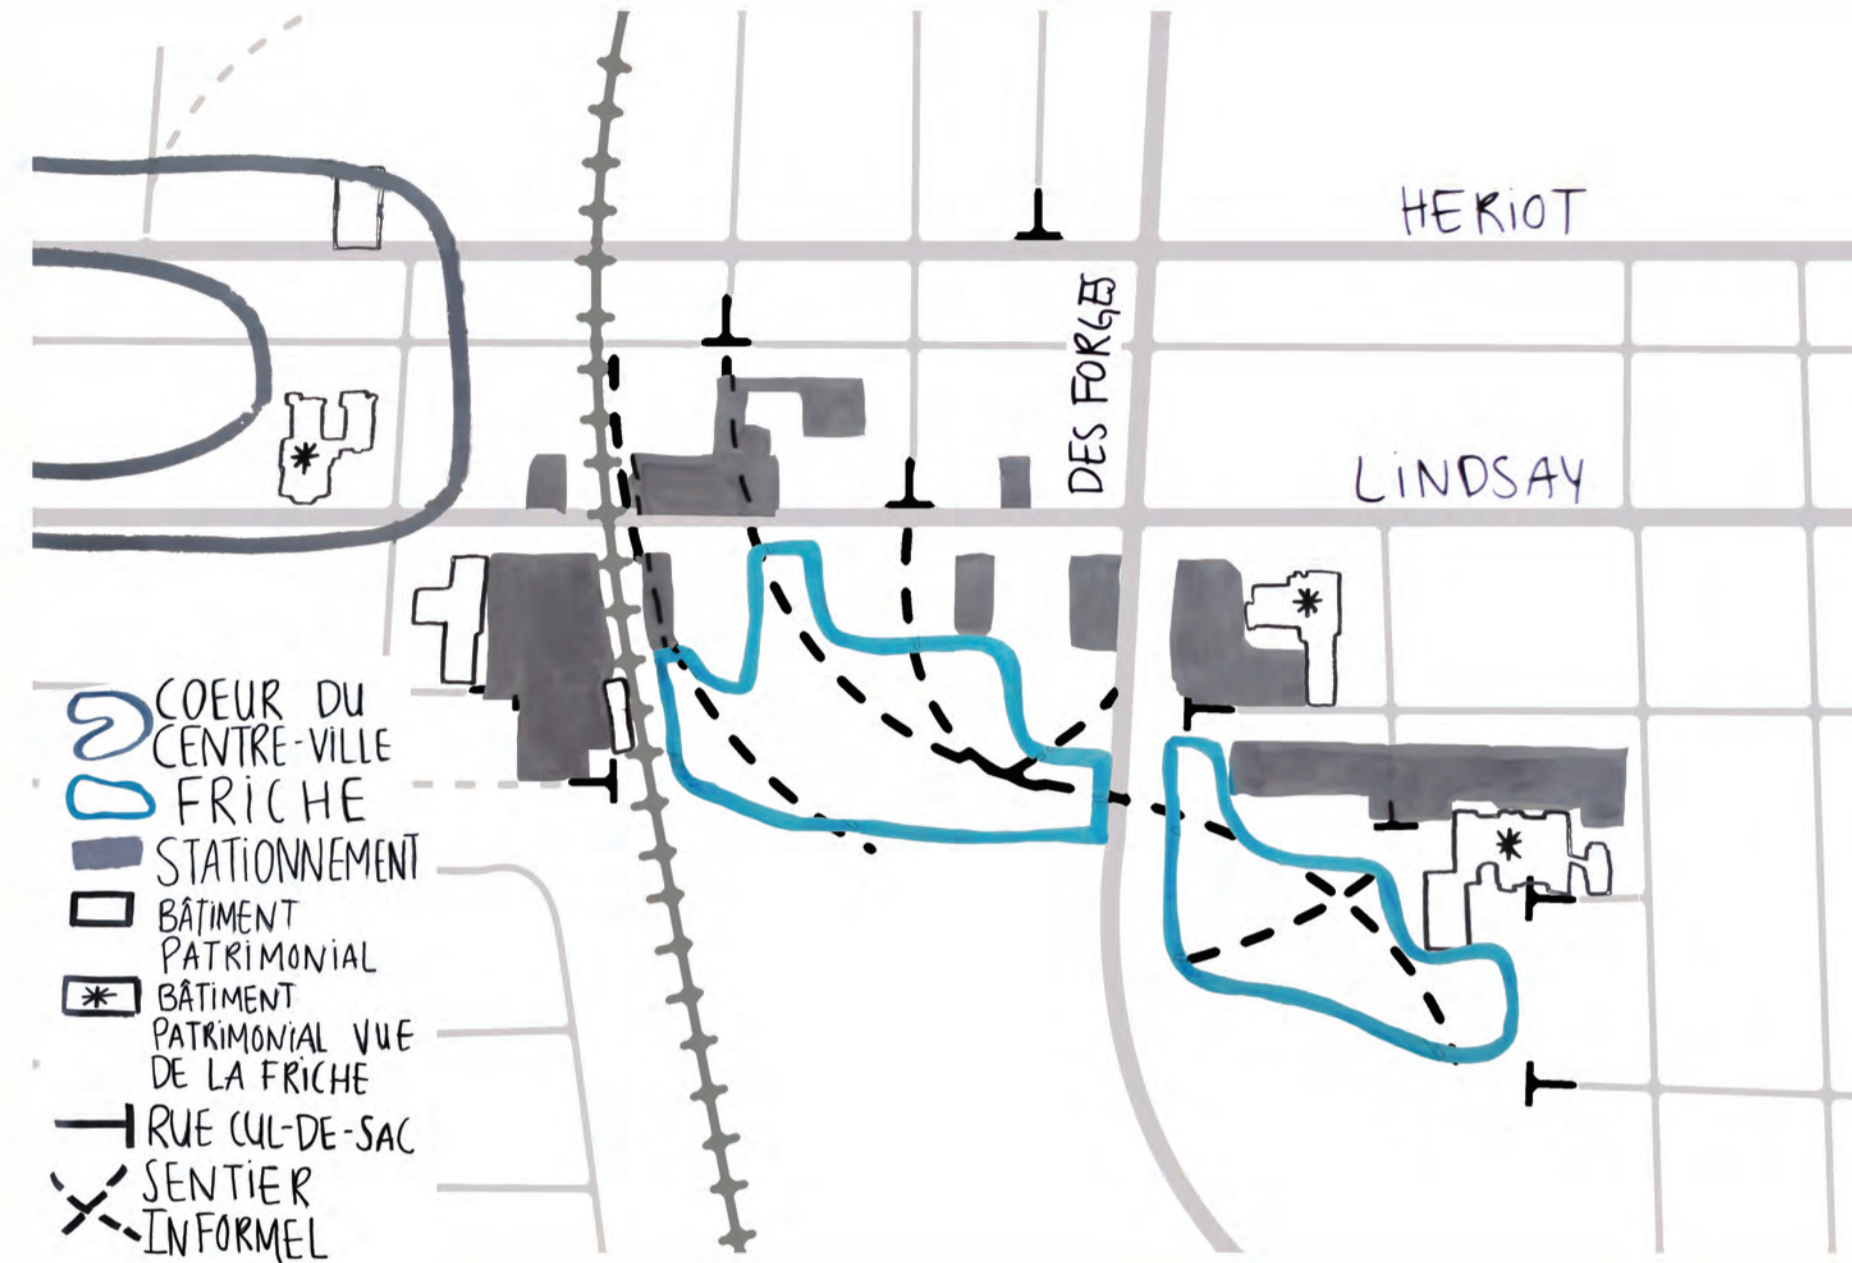 HERiOT
DES FORGES
LiNDSAY
COEUR DU
CENTRE-ViLLE
FRICHE
STATiONNEMENT
BÂTiMENT
PATRiMONiAL
BÂTiMENT
PATRiMONiAL VUE
DE LA FRiCHE
RUE CUL-DE-SAC
SENTiER
INFORMEL